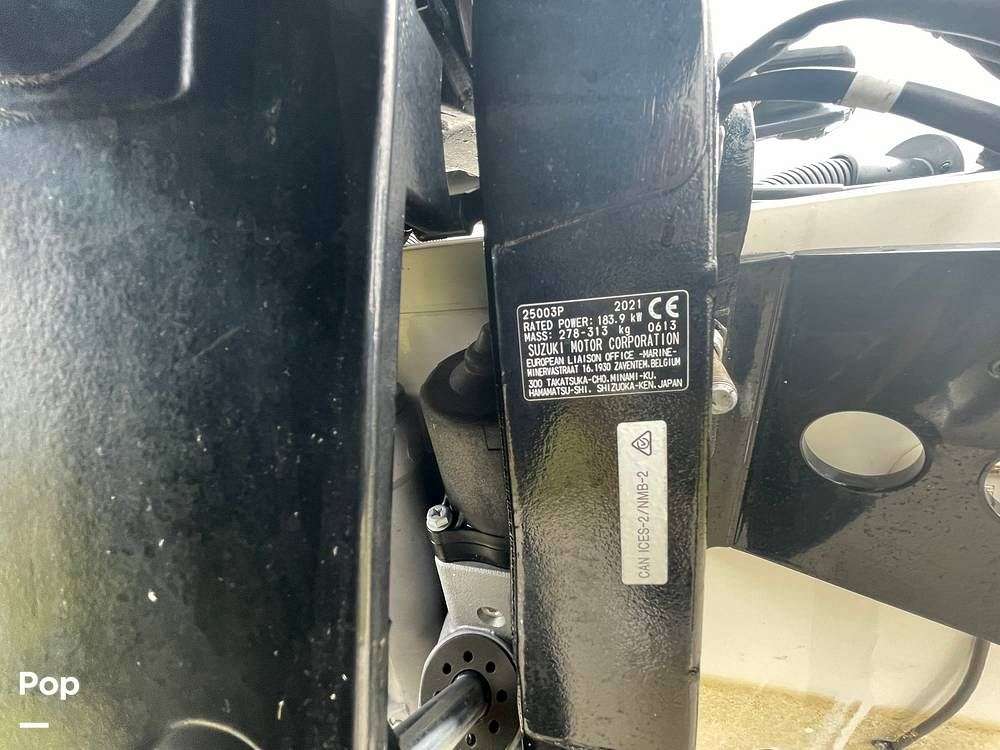 25003P 2021 CE
RATED POWER: 183.9 kW
MASS: 278-313 kg 0613
SUZUKI MOTOR CORPORATION
EUROPEAN LIAISON OFFICE -MARINE-
MINERVASTRAAT 16.1930 ZAVENTEM.BELGIUM
300 TAKATSUKA-CHO.MINAMI-KU.
HAMAMATSU-SHI. SHIZUOKA-KEN.JAPAN
CAN ICES-2/NMB-2
Pop